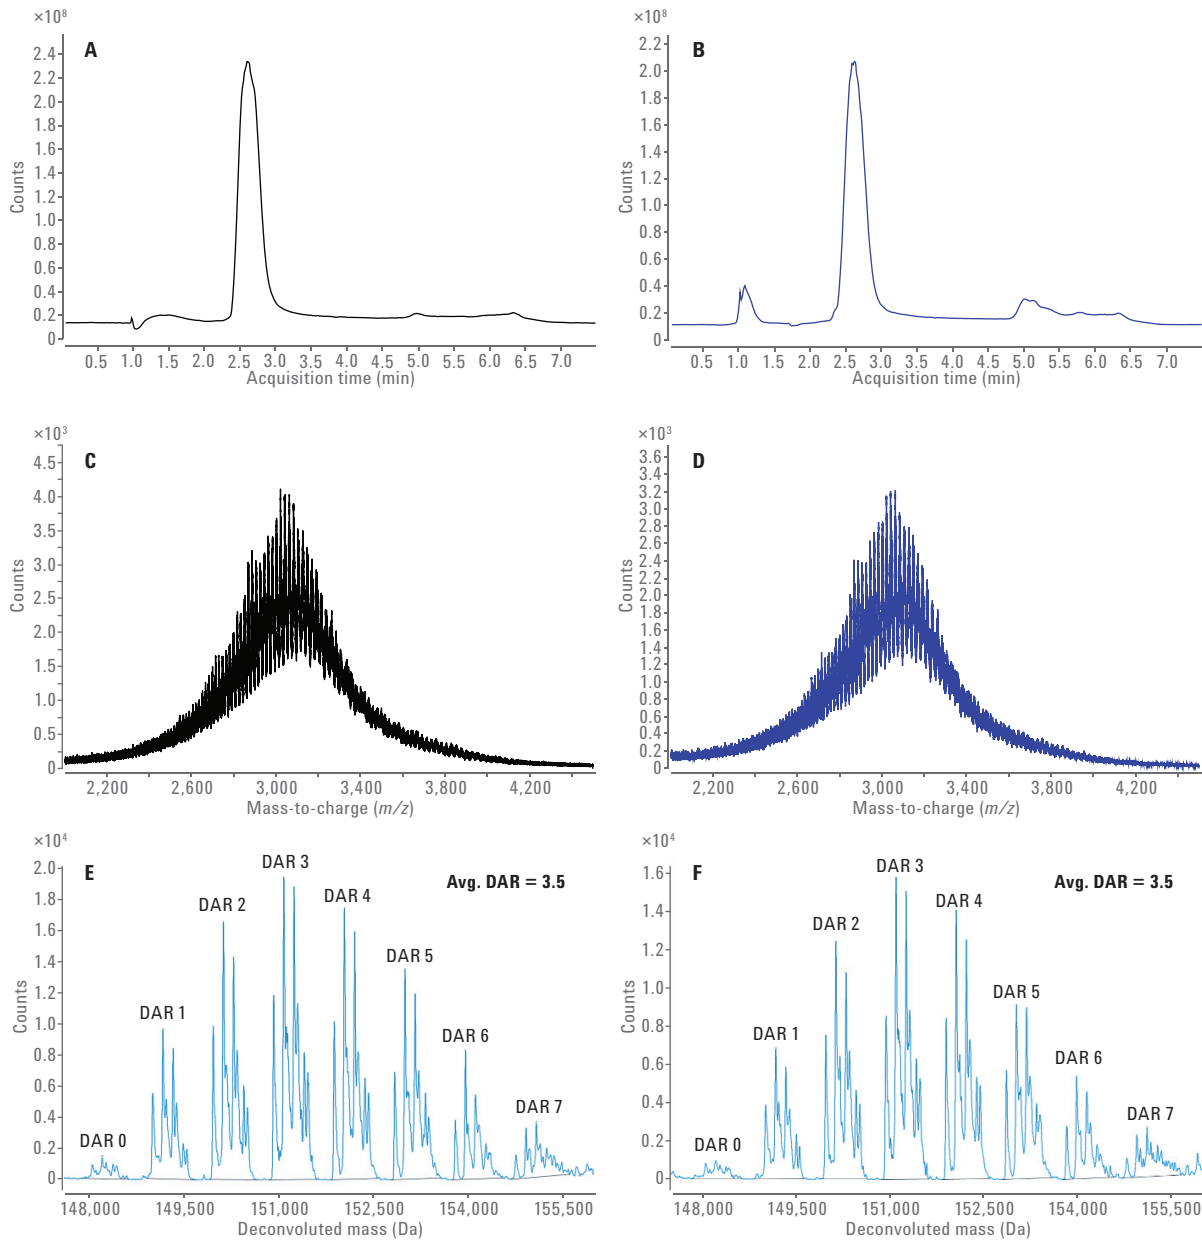 ×10⁸
A
2.4
2.2
2.0
1.8
1.6
1.4
1.2
1.0
0.8
0.6
0.4
0.2
0
Counts
0.5 1.0 1.5 2.0 2.5 3.0 3.5 4.0 4.5 5.0 5.5 6.0 6.5 7.0
Acquisition time (min)
×10⁸
B
2.2
2.0
1.8
1.6
1.4
1.2
1.0
0.8
0.6
0.4
0.2
0
Counts
0.5 1.0 1.5 2.0 2.5 3.0 3.5 4.0 4.5 5.0 5.5 6.0 6.5 7.0
Acquisition time (min)
×10³
C
4.5
4.0
3.5
3.0
2.5
2.0
1.5
1.0
0.5
0
Counts
2,200 2,600 3,000 3,400 3,800 4,200
Mass-to-charge (m/z)
×10³
D
3.6
3.4
3.2
3.0
2.8
2.6
2.4
2.2
2.0
1.8
1.6
1.4
1.2
1.0
0.8
0.6
0.4
0.2
0
Counts
2,200 2,600 3,000 3,400 3,800 4,200
Mass-to-charge (m/z)
×10⁴
E
Avg. DAR = 3.5
2.0
1.8
1.6
1.4
1.2
1.0
0.8
0.6
0.4
0.2
0
Counts
DAR 0
DAR 1
DAR 2
DAR 3
DAR 4
DAR 5
DAR 6
DAR 7
148,000 149,500 151,000 152,500 154,000 155,500
Deconvoluted mass (Da)
×10⁴
F
Avg. DAR = 3.5
1.6
1.4
1.2
1.0
0.8
0.6
0.4
0.2
0
Counts
DAR 0
DAR 1
DAR 2
DAR 3
DAR 4
DAR 5
DAR 6
DAR 7
148,000 149,500 151,000 152,500 154,000 155,500
Deconvoluted mass (Da)